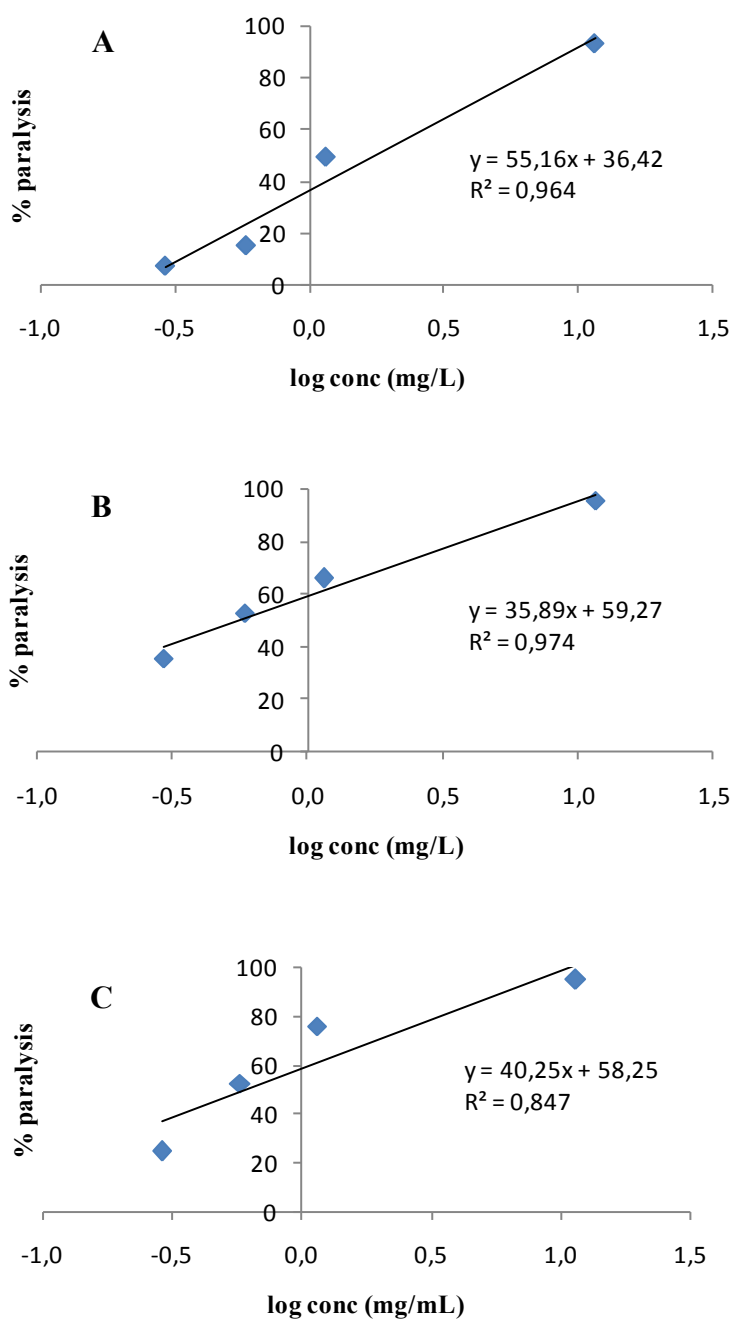 A
100
80
60
40
20
0
% paralysis
y = 55,16x + 36,42
R² = 0,964
-1,0 -0,5 0,0 0,5 1,0 1,5
log conc (mg/L)
B
100
80
60
40
20
0
% paralysis
y = 35,89x + 59,27
R² = 0,974
-1,0 -0,5 0,0 0,5 1,0 1,5
log conc (mg/L)
C
100
80
60
40
20
0
% paralysis
y = 40,25x + 58,25
R² = 0,847
-1,0 -0,5 0,0 0,5 1,0 1,5
log conc (mg/mL)